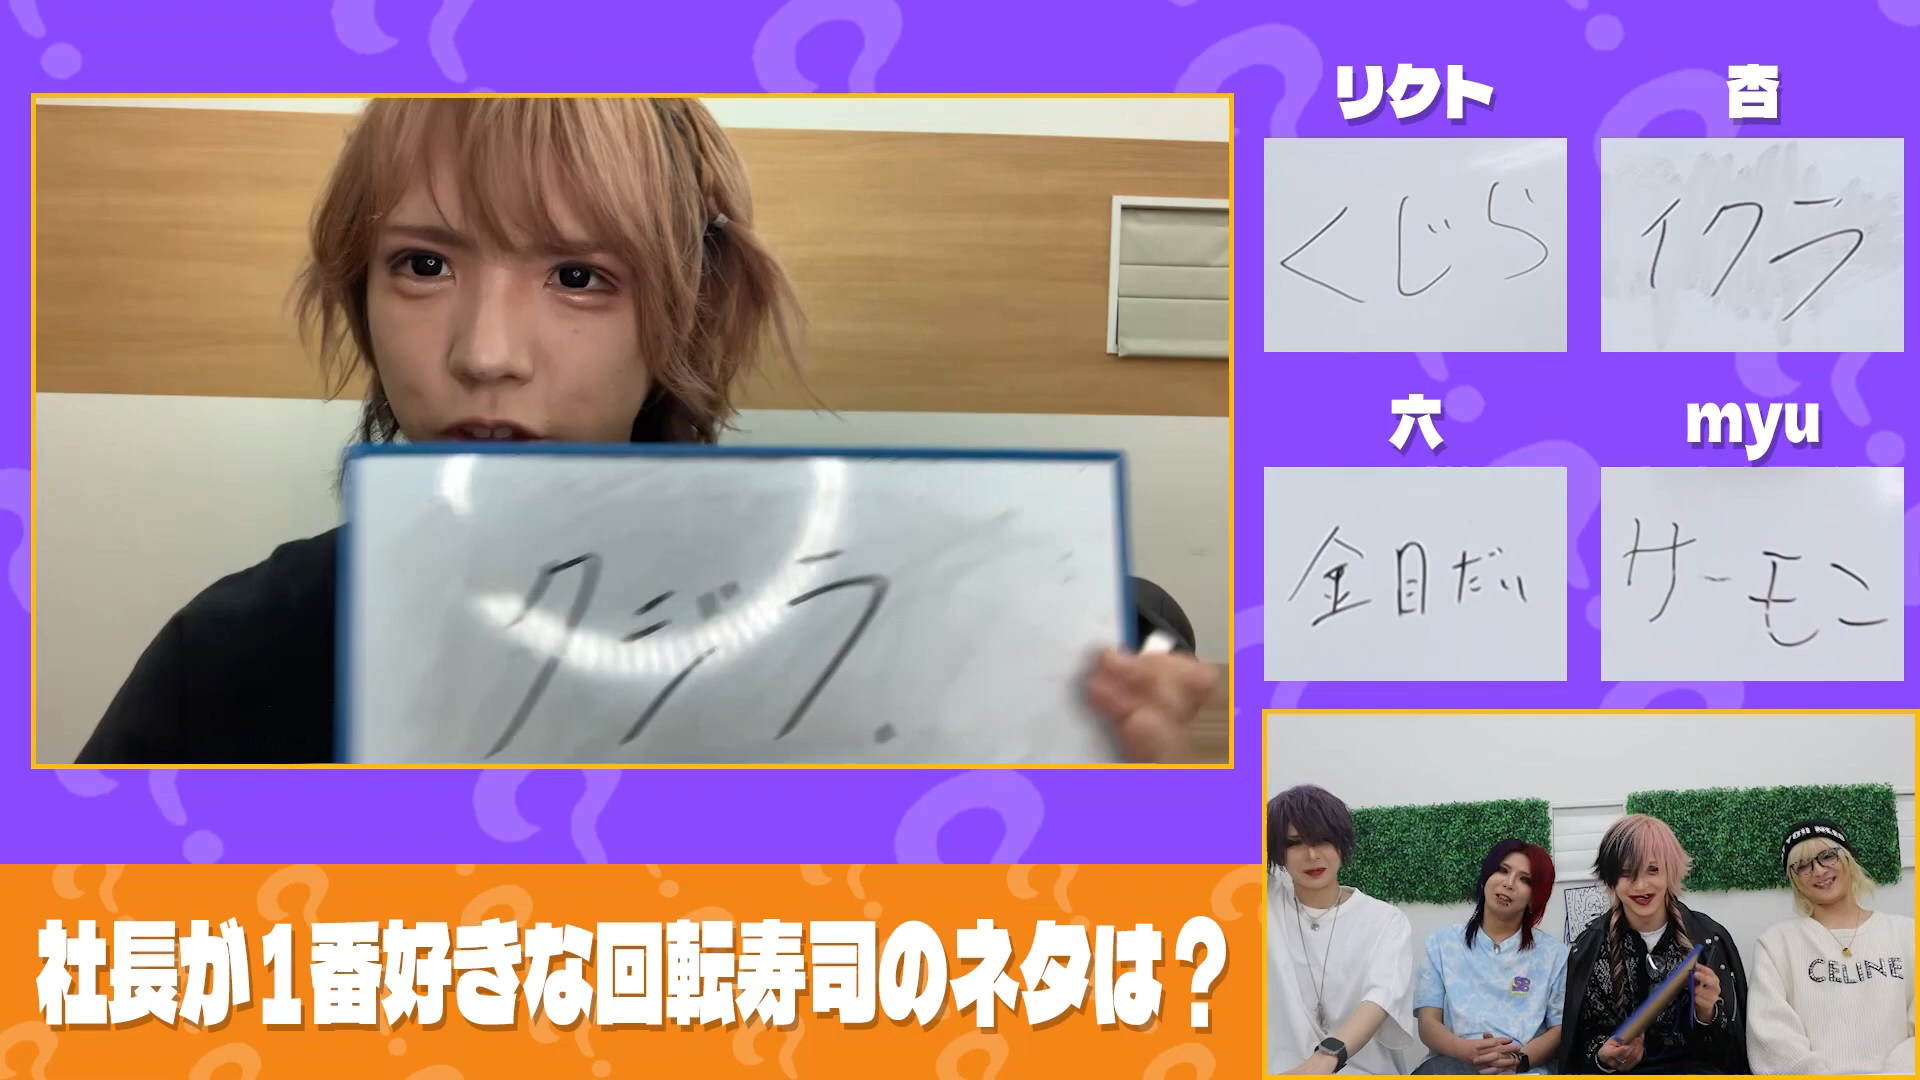 リクト
杏
くじら
イクラ
クジラ.
六
myu
金目だい
サーモン
YOU NEED
CELINE
社長が1番好きな回転寿司のネタは?